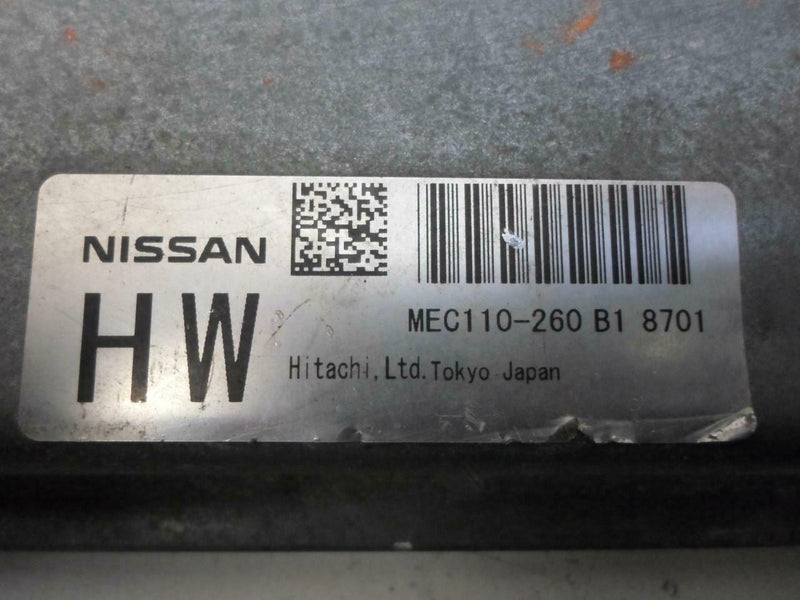 NISSAN
HW
MEC110-260 B1 8701
Hitachi, Ltd. Tokyo Japan